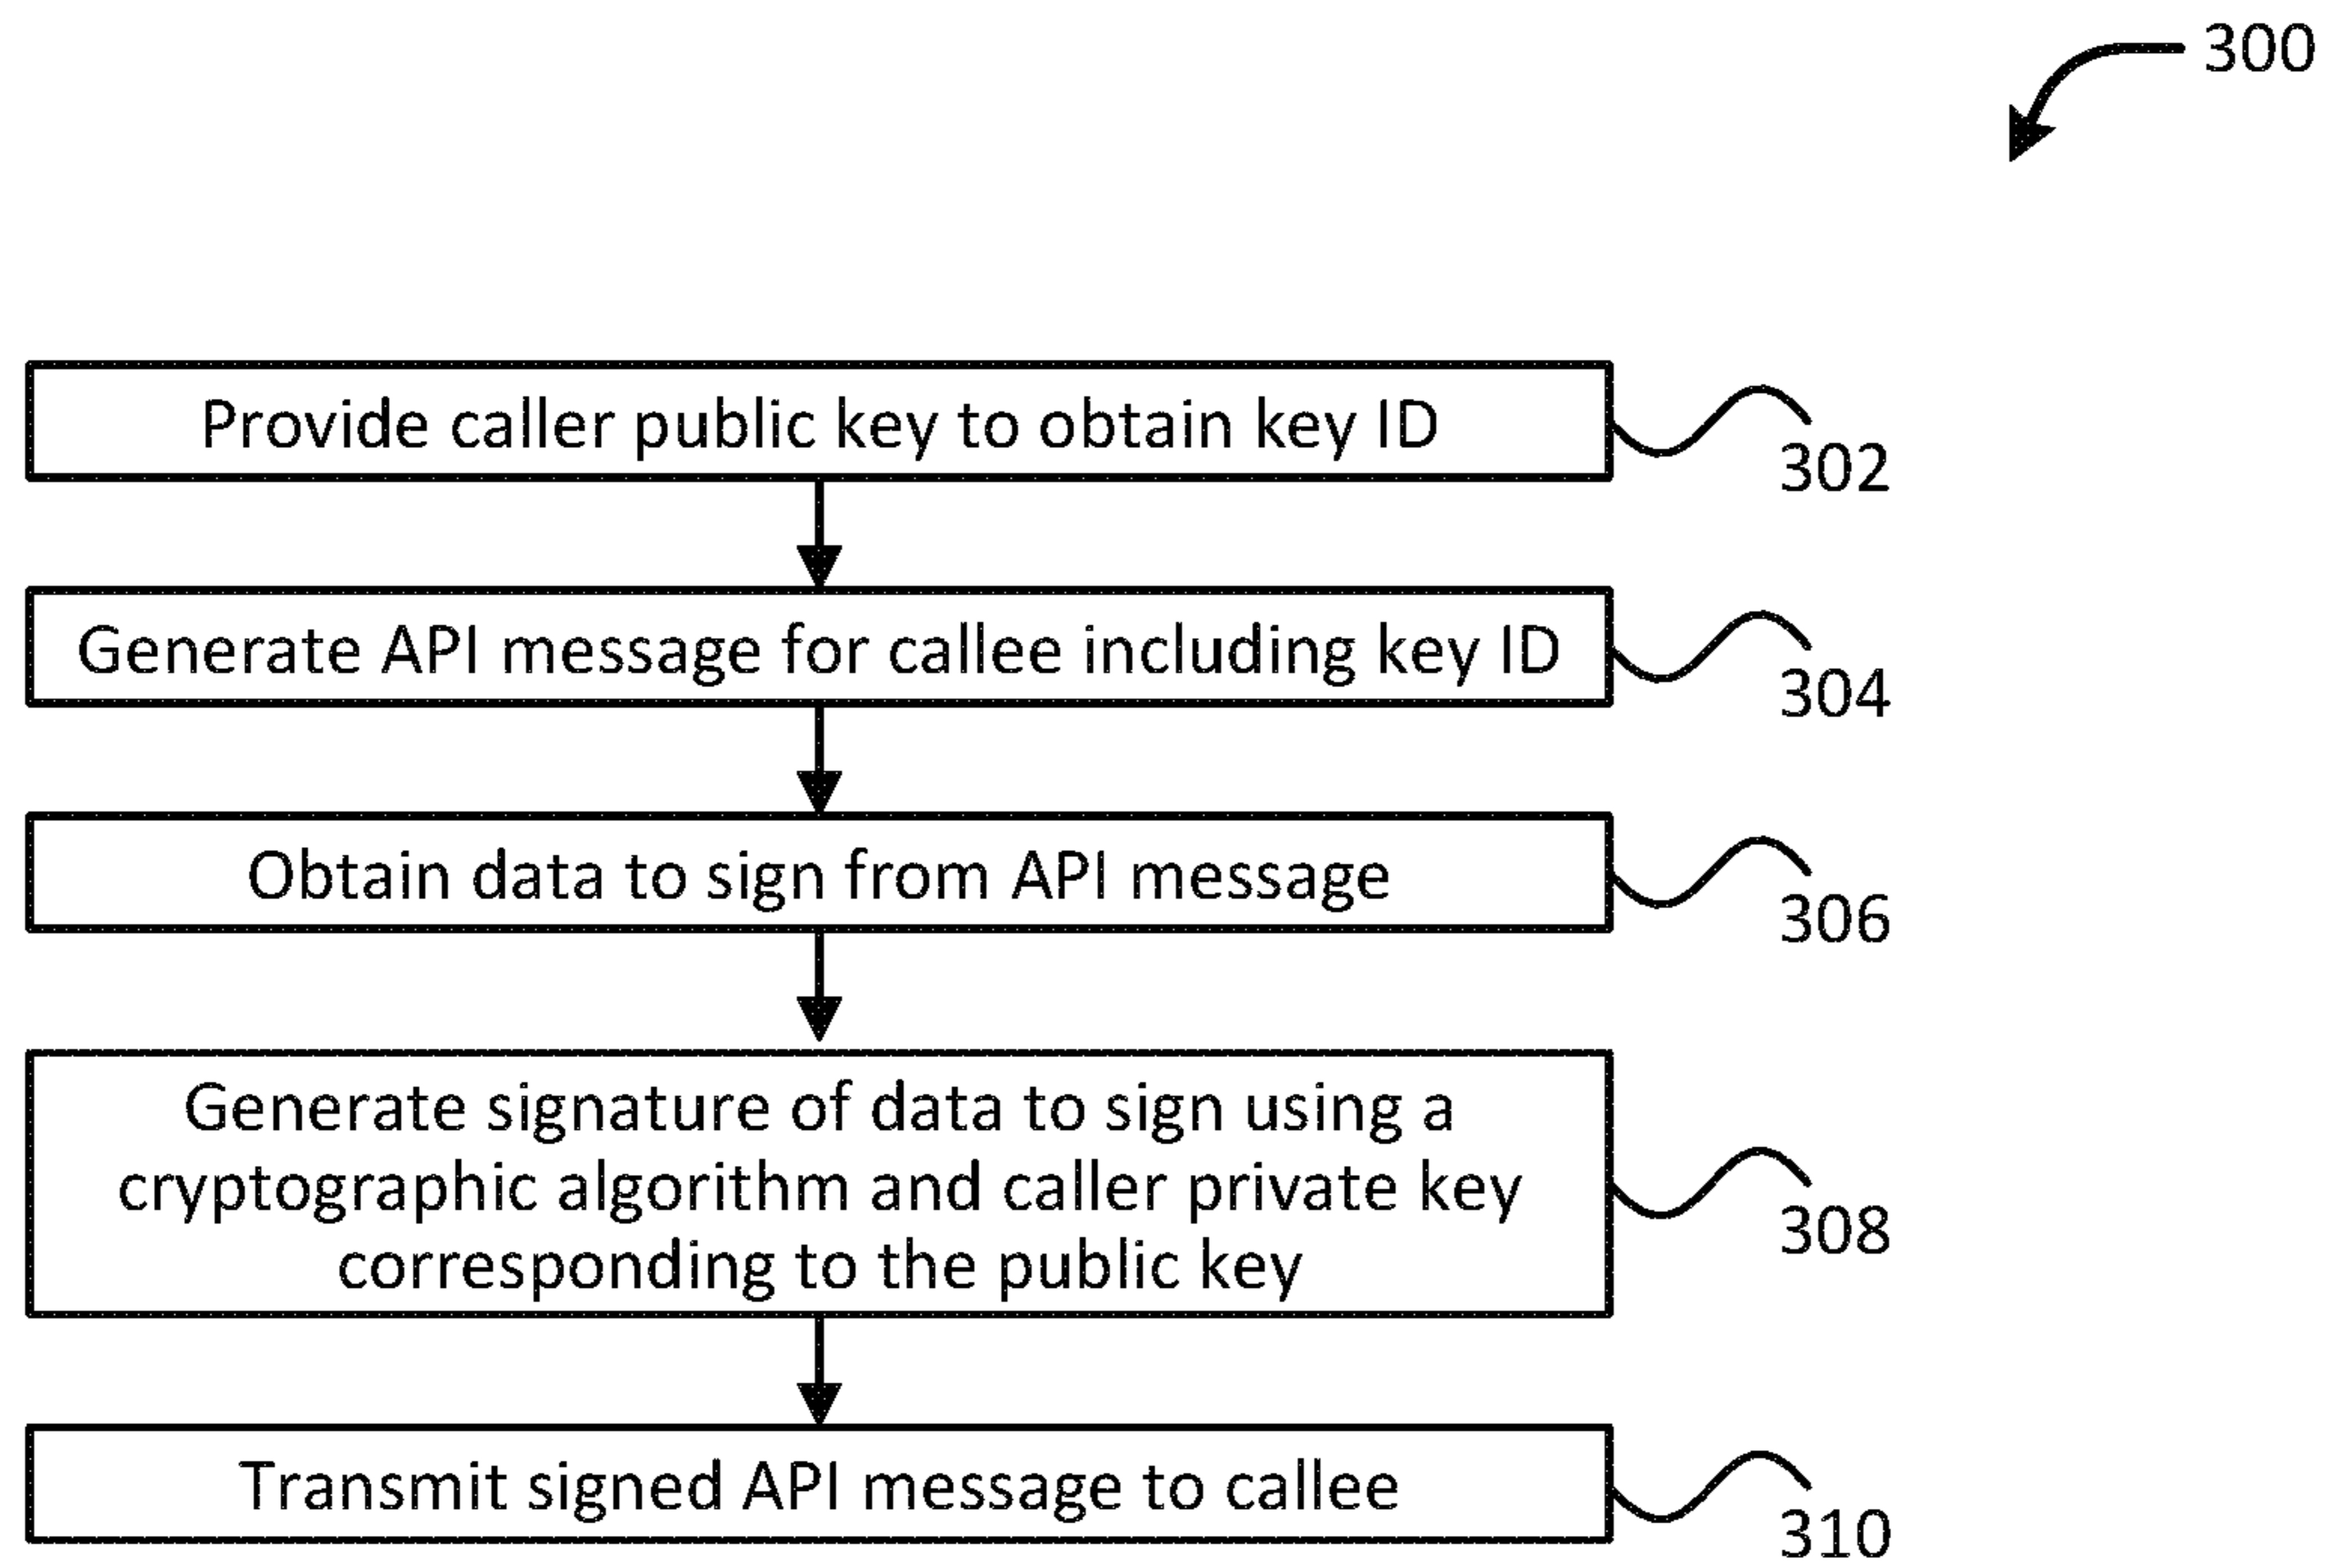 300
Provide caller public key to obtain key ID
302
Generate API message for callee including key ID
304
Obtain data to sign from API message
306
Generate signature of data to sign using a
cryptographic algorithm and caller private key
corresponding to the public key
308
Transmit signed API message to callee
310